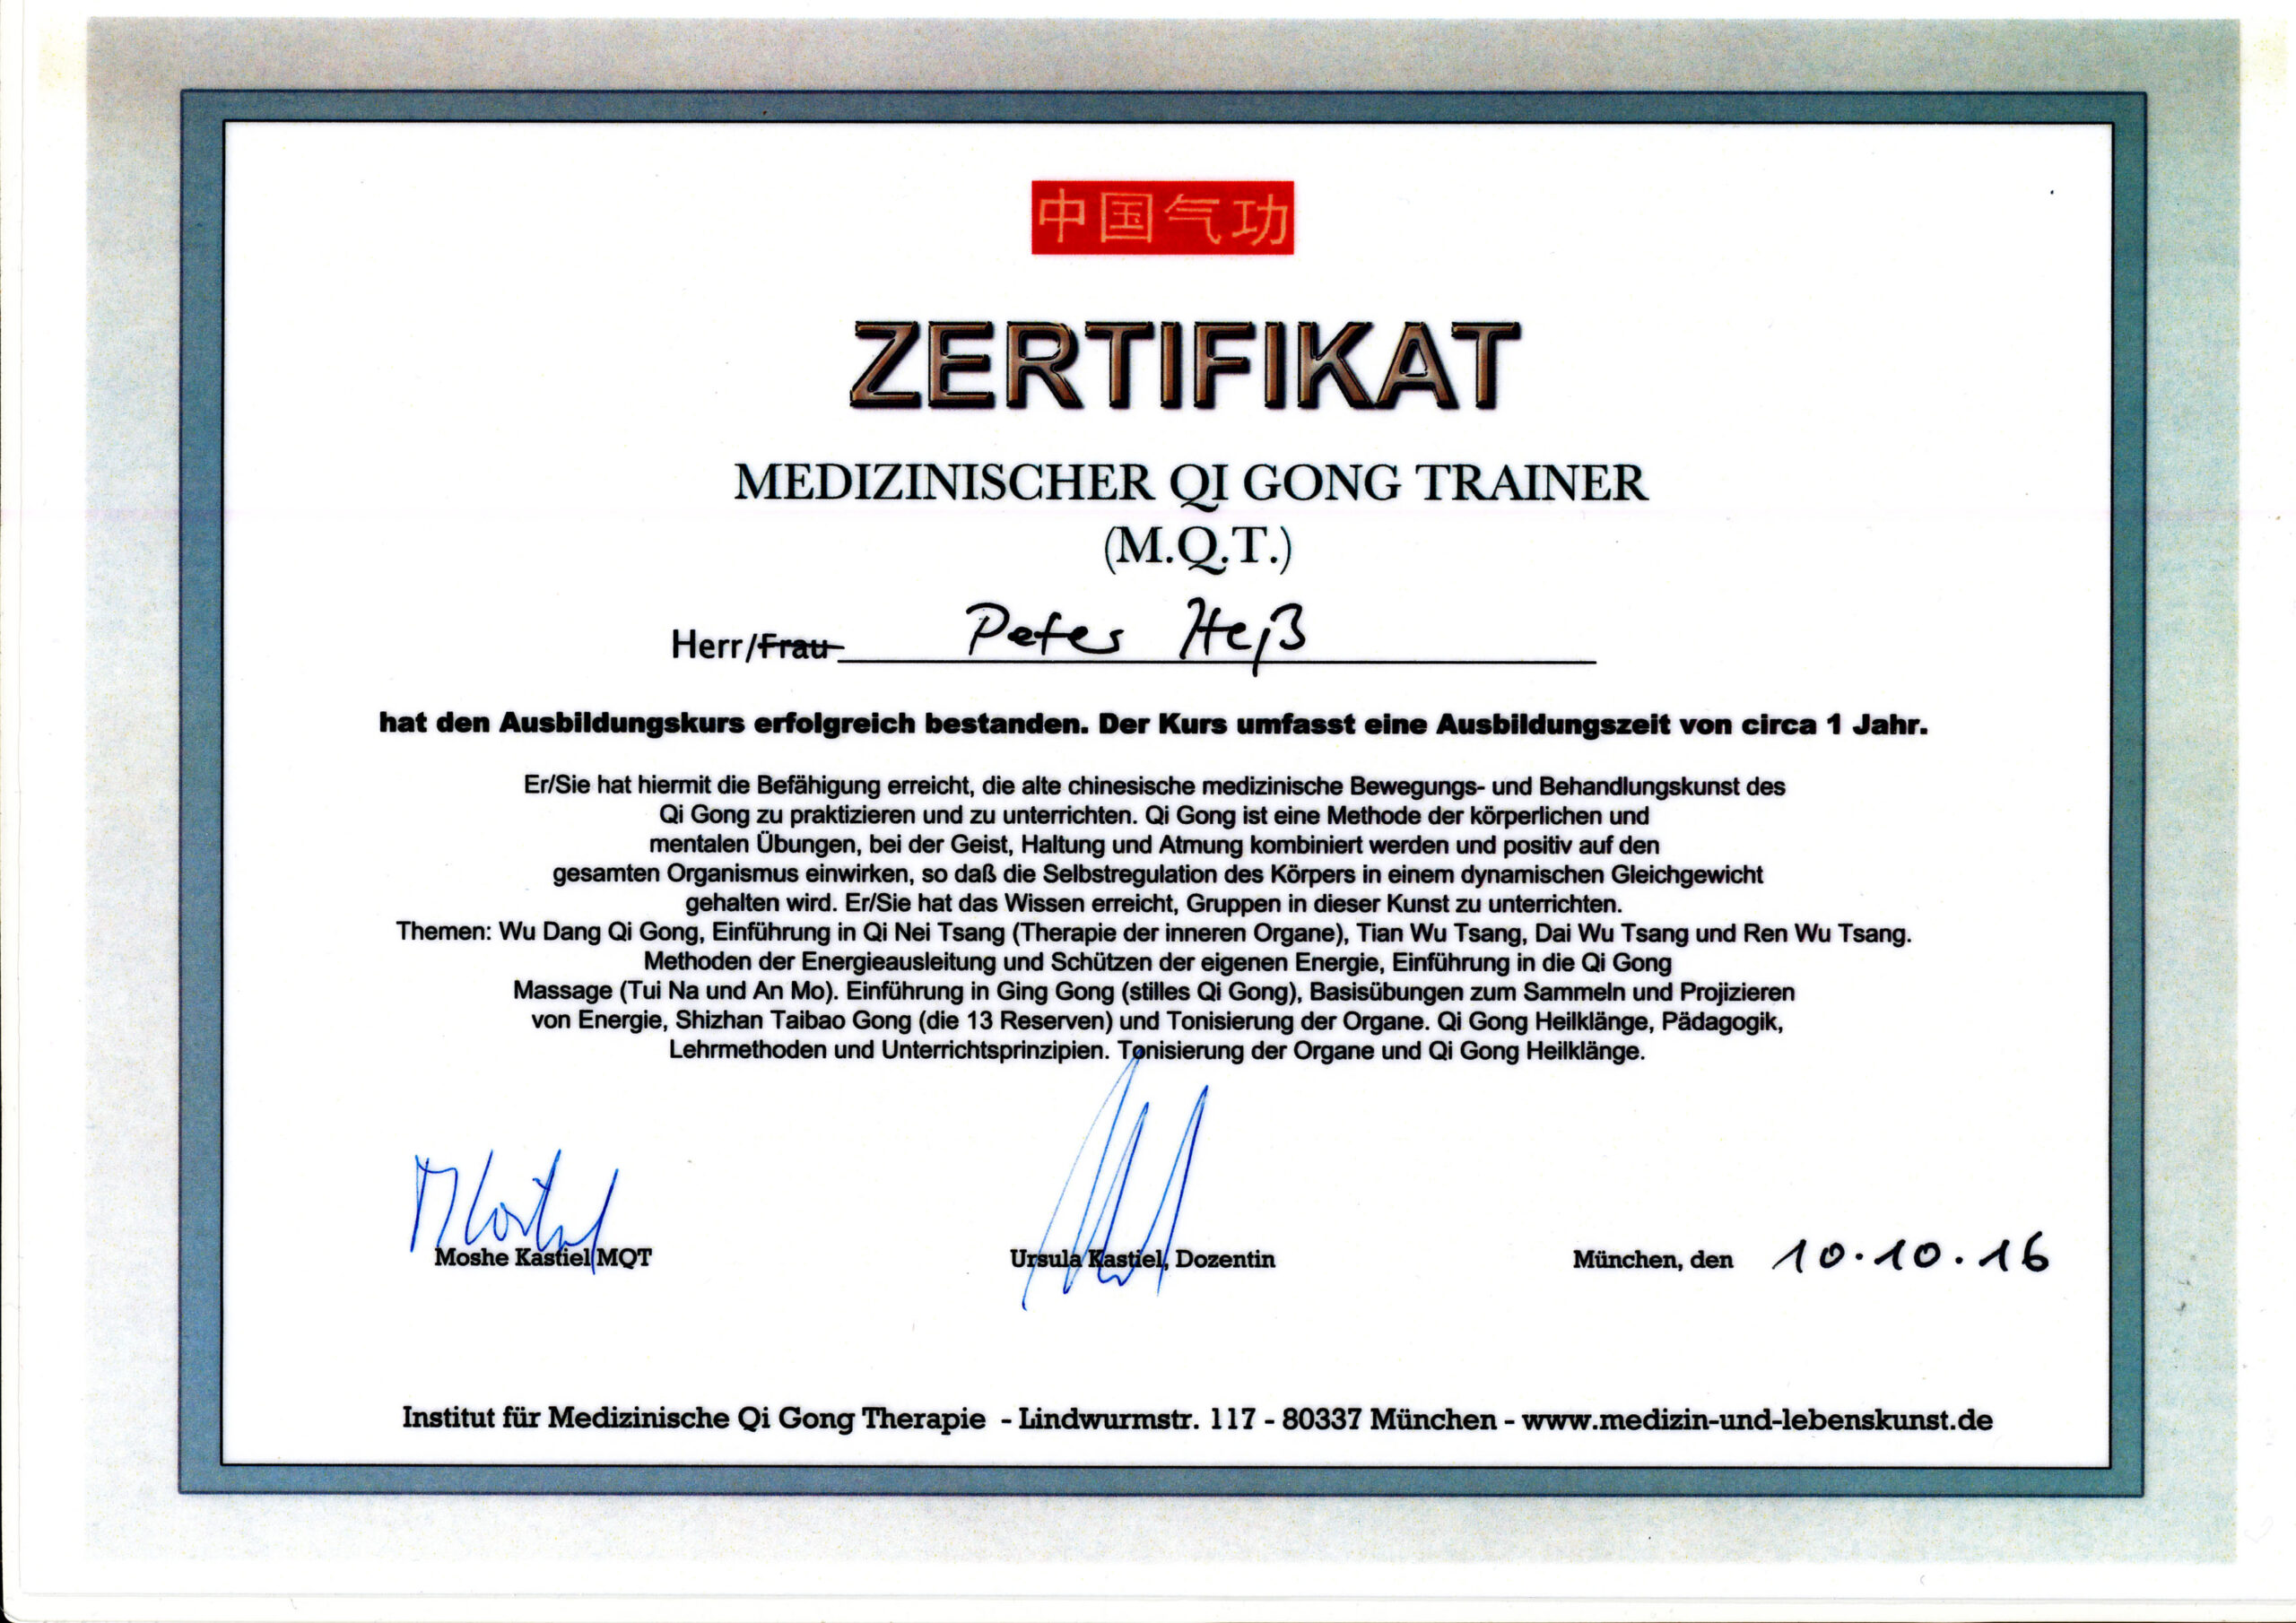 中国气功
ZERTIFIKAT
MEDIZINISCHER QI GONG TRAINER
(M.Q.T.)
Herr/Frau Peter Heß
hat den Ausbildungskurs erfolgreich bestanden. Der Kurs umfasst eine Ausbildungszeit von circa 1 Jahr.
Er/Sie hat hiermit die Befähigung erreicht, die alte chinesische medizinische Bewegungs- und Behandlungskunst des
Qi Gong zu praktizieren und zu unterrichten. Qi Gong ist eine Methode der körperlichen und
mentalen Übungen, bei der Geist, Haltung und Atmung kombiniert werden und positiv auf den
gesamten Organismus einwirken, so daß die Selbstregulation des Körpers in einem dynamischen Gleichgewicht
gehalten wird. Er/Sie hat das Wissen erreicht, Gruppen in dieser Kunst zu unterrichten.
Themen: Wu Dang Qi Gong, Einführung in Qi Nei Tsang (Therapie der inneren Organe), Tian Wu Tsang, Dai Wu Tsang und Ren Wu Tsang.
Methoden der Energieausleitung und Schützen der eigenen Energie, Einführung in die Qi Gong
Massage (Tui Na und An Mo). Einführung in Ging Gong (stilles Qi Gong), Basisübungen zum Sammeln und Projizieren
von Energie, Shizhan Taibao Gong (die 13 Reserven) und Tonisierung der Organe. Qi Gong Heilklänge, Pädagogik,
Lehrmethoden und Unterrichtsprinzipien. Tonisierung der Organe und Qi Gong Heilklänge.
Moshe Kastiel MQT
Ursula Kastiel, Dozentin
München, den 10.10.16
Institut für Medizinische Qi Gong Therapie - Lindwurmstr. 117 - 80337 München - www.medizin-und-lebenskunst.de